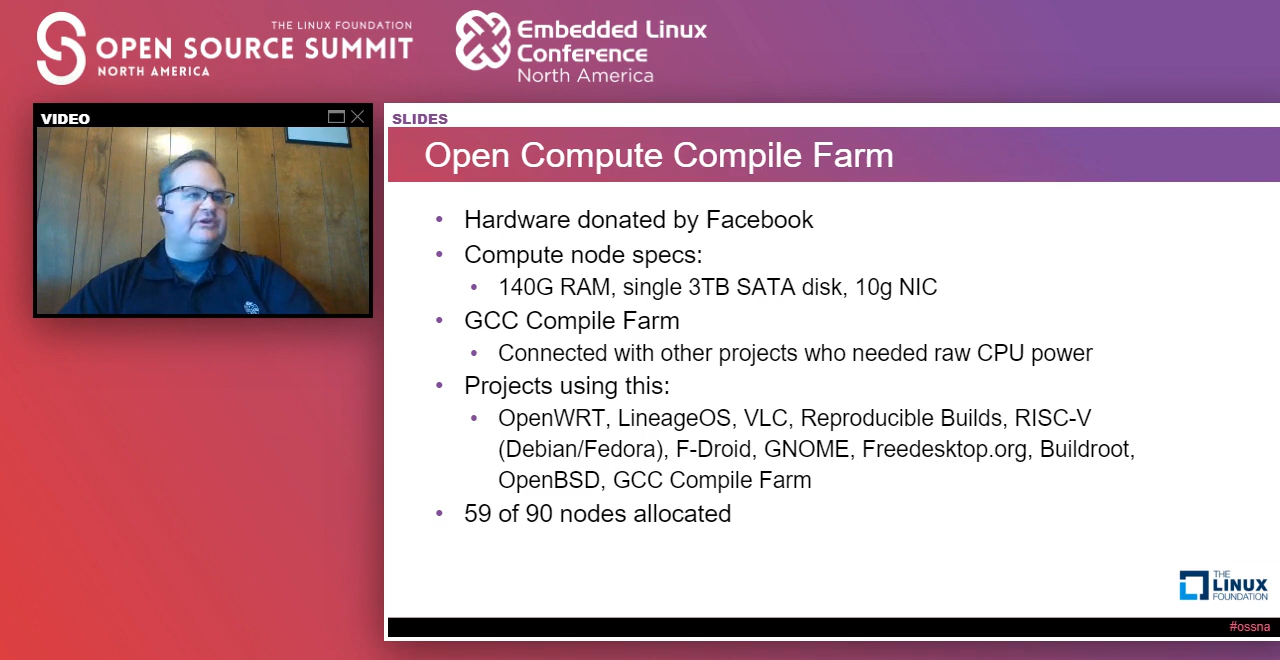 THE LINUX FOUNDATION
OPEN SOURCE SUMMIT
NORTH AMERICA
Embedded Linux
Conference
North America
VIDEO
SLIDES
Open Compute Compile Farm
• Hardware donated by Facebook
• Compute node specs:
• 140G RAM, single 3TB SATA disk, 10g NIC
• GCC Compile Farm
• Connected with other projects who needed raw CPU power
• Projects using this:
• OpenWRT, LineageOS, VLC, Reproducible Builds, RISC-V
(Debian/Fedora), F-Droid, GNOME, Freedesktop.org, Buildroot,
OpenBSD, GCC Compile Farm
• 59 of 90 nodes allocated
THE
LINUX
FOUNDATION
#ossna